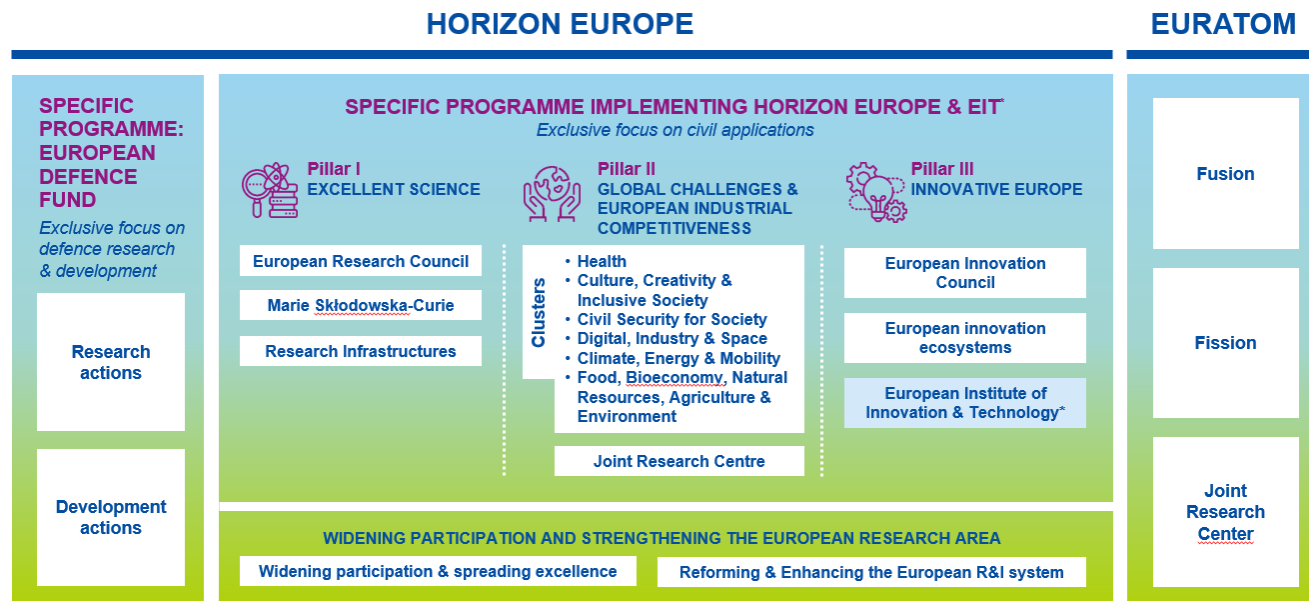 HORIZON EUROPE
EURATOM
SPECIFIC
PROGRAMME:
EUROPEAN
DEFENCE
FUND
Exclusive focus on
defence research
& development
Research
actions
Development
actions
SPECIFIC PROGRAMME IMPLEMENTING HORIZON EUROPE & EIT*
Exclusive focus on civil applications
Pillar I
EXCELLENT SCIENCE
European Research Council
Marie Skłodowska-Curie
Research Infrastructures
Pillar II
GLOBAL CHALLENGES &
EUROPEAN INDUSTRIAL
COMPETITIVENESS
Clusters
• Health
• Culture, Creativity &
Inclusive Society
• Civil Security for Society
• Digital, Industry & Space
• Climate, Energy & Mobility
• Food, Bioeconomy, Natural
Resources, Agriculture &
Environment
Joint Research Centre
Pillar III
INNOVATIVE EUROPE
European Innovation
Council
European innovation
ecosystems
European Institute of
Innovation & Technology*
WIDENING PARTICIPATION AND STRENGTHENING THE EUROPEAN RESEARCH AREA
Widening participation & spreading excellence
Reforming & Enhancing the European R&I system
Fusion
Fission
Joint
Research
Center